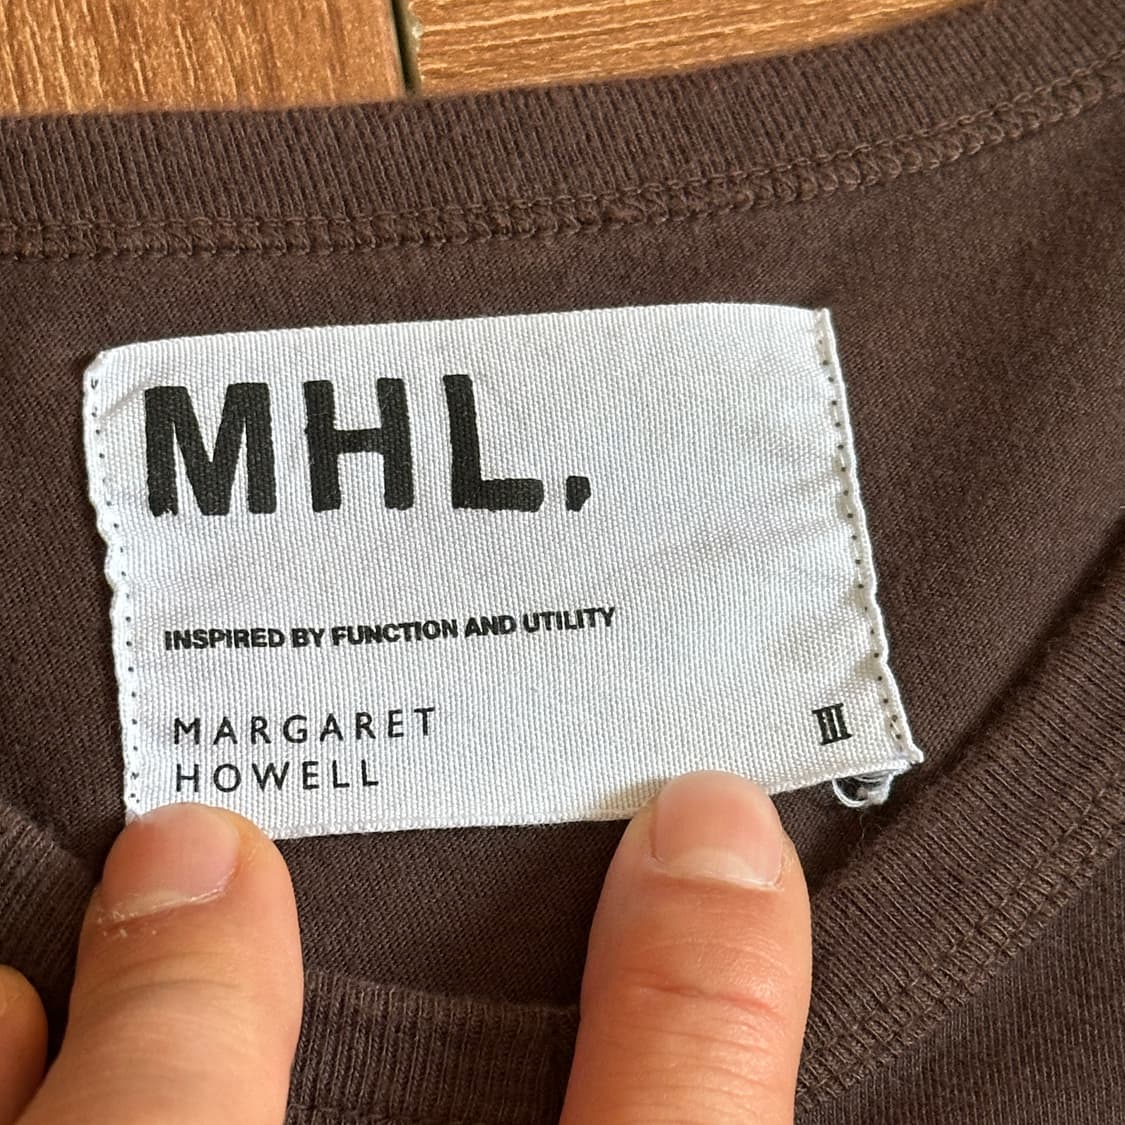 MHL.
INSPIRED BY FUNCTION AND UTILITY
MARGARET
HOWELL
III